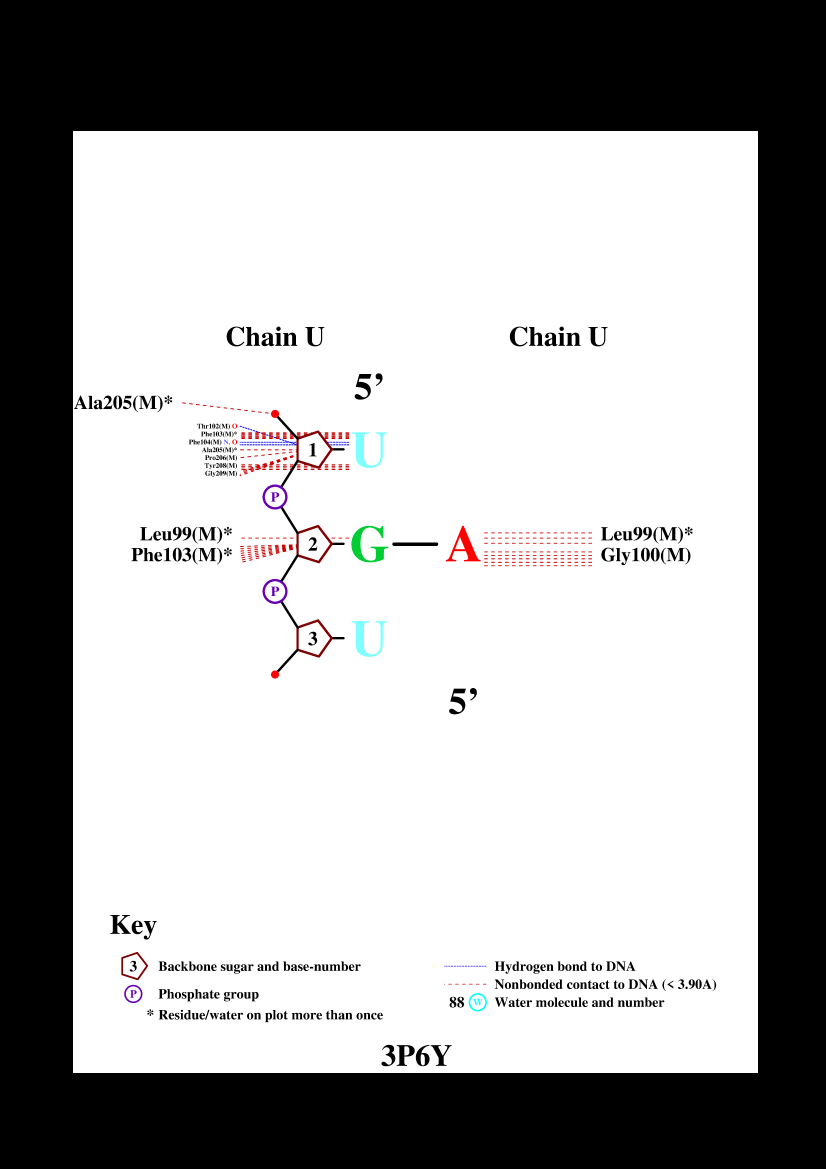 Chain U
Chain U
5’
Ala205(M)*
Thr102(M) O
Phe103(M)*
Phe104(M) N, O
Ala205(M)*
Pro206(M)
Tyr208(M)
Gly209(M)
1
U
P
Leu99(M)*
Phe103(M)*
2
G
A
Leu99(M)*
Gly100(M)
P
3
U
5’
Key
3 Backbone sugar and base-number
P Phosphate group
* Residue/water on plot more than once
Hydrogen bond to DNA
Nonbonded contact to DNA (< 3.90A)
88 W Water molecule and number
3P6Y